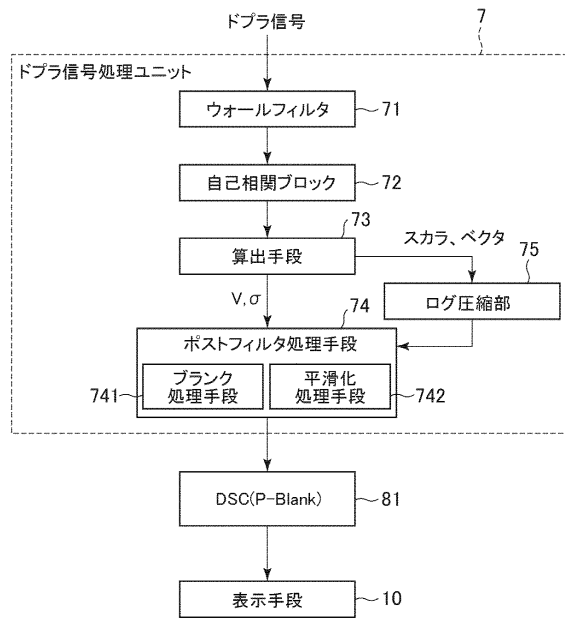 ドプラ信号
7
ドプラ信号処理ユニット
ウォールフィルタ
71
自己相関ブロック
72
73
算出手段
スカラ、ベクタ
75
ログ圧縮部
V,σ
74
ポストフィルタ処理手段
741
ブランク
処理手段
平滑化
処理手段
742
DSC(P-Blank)
81
表示手段
10